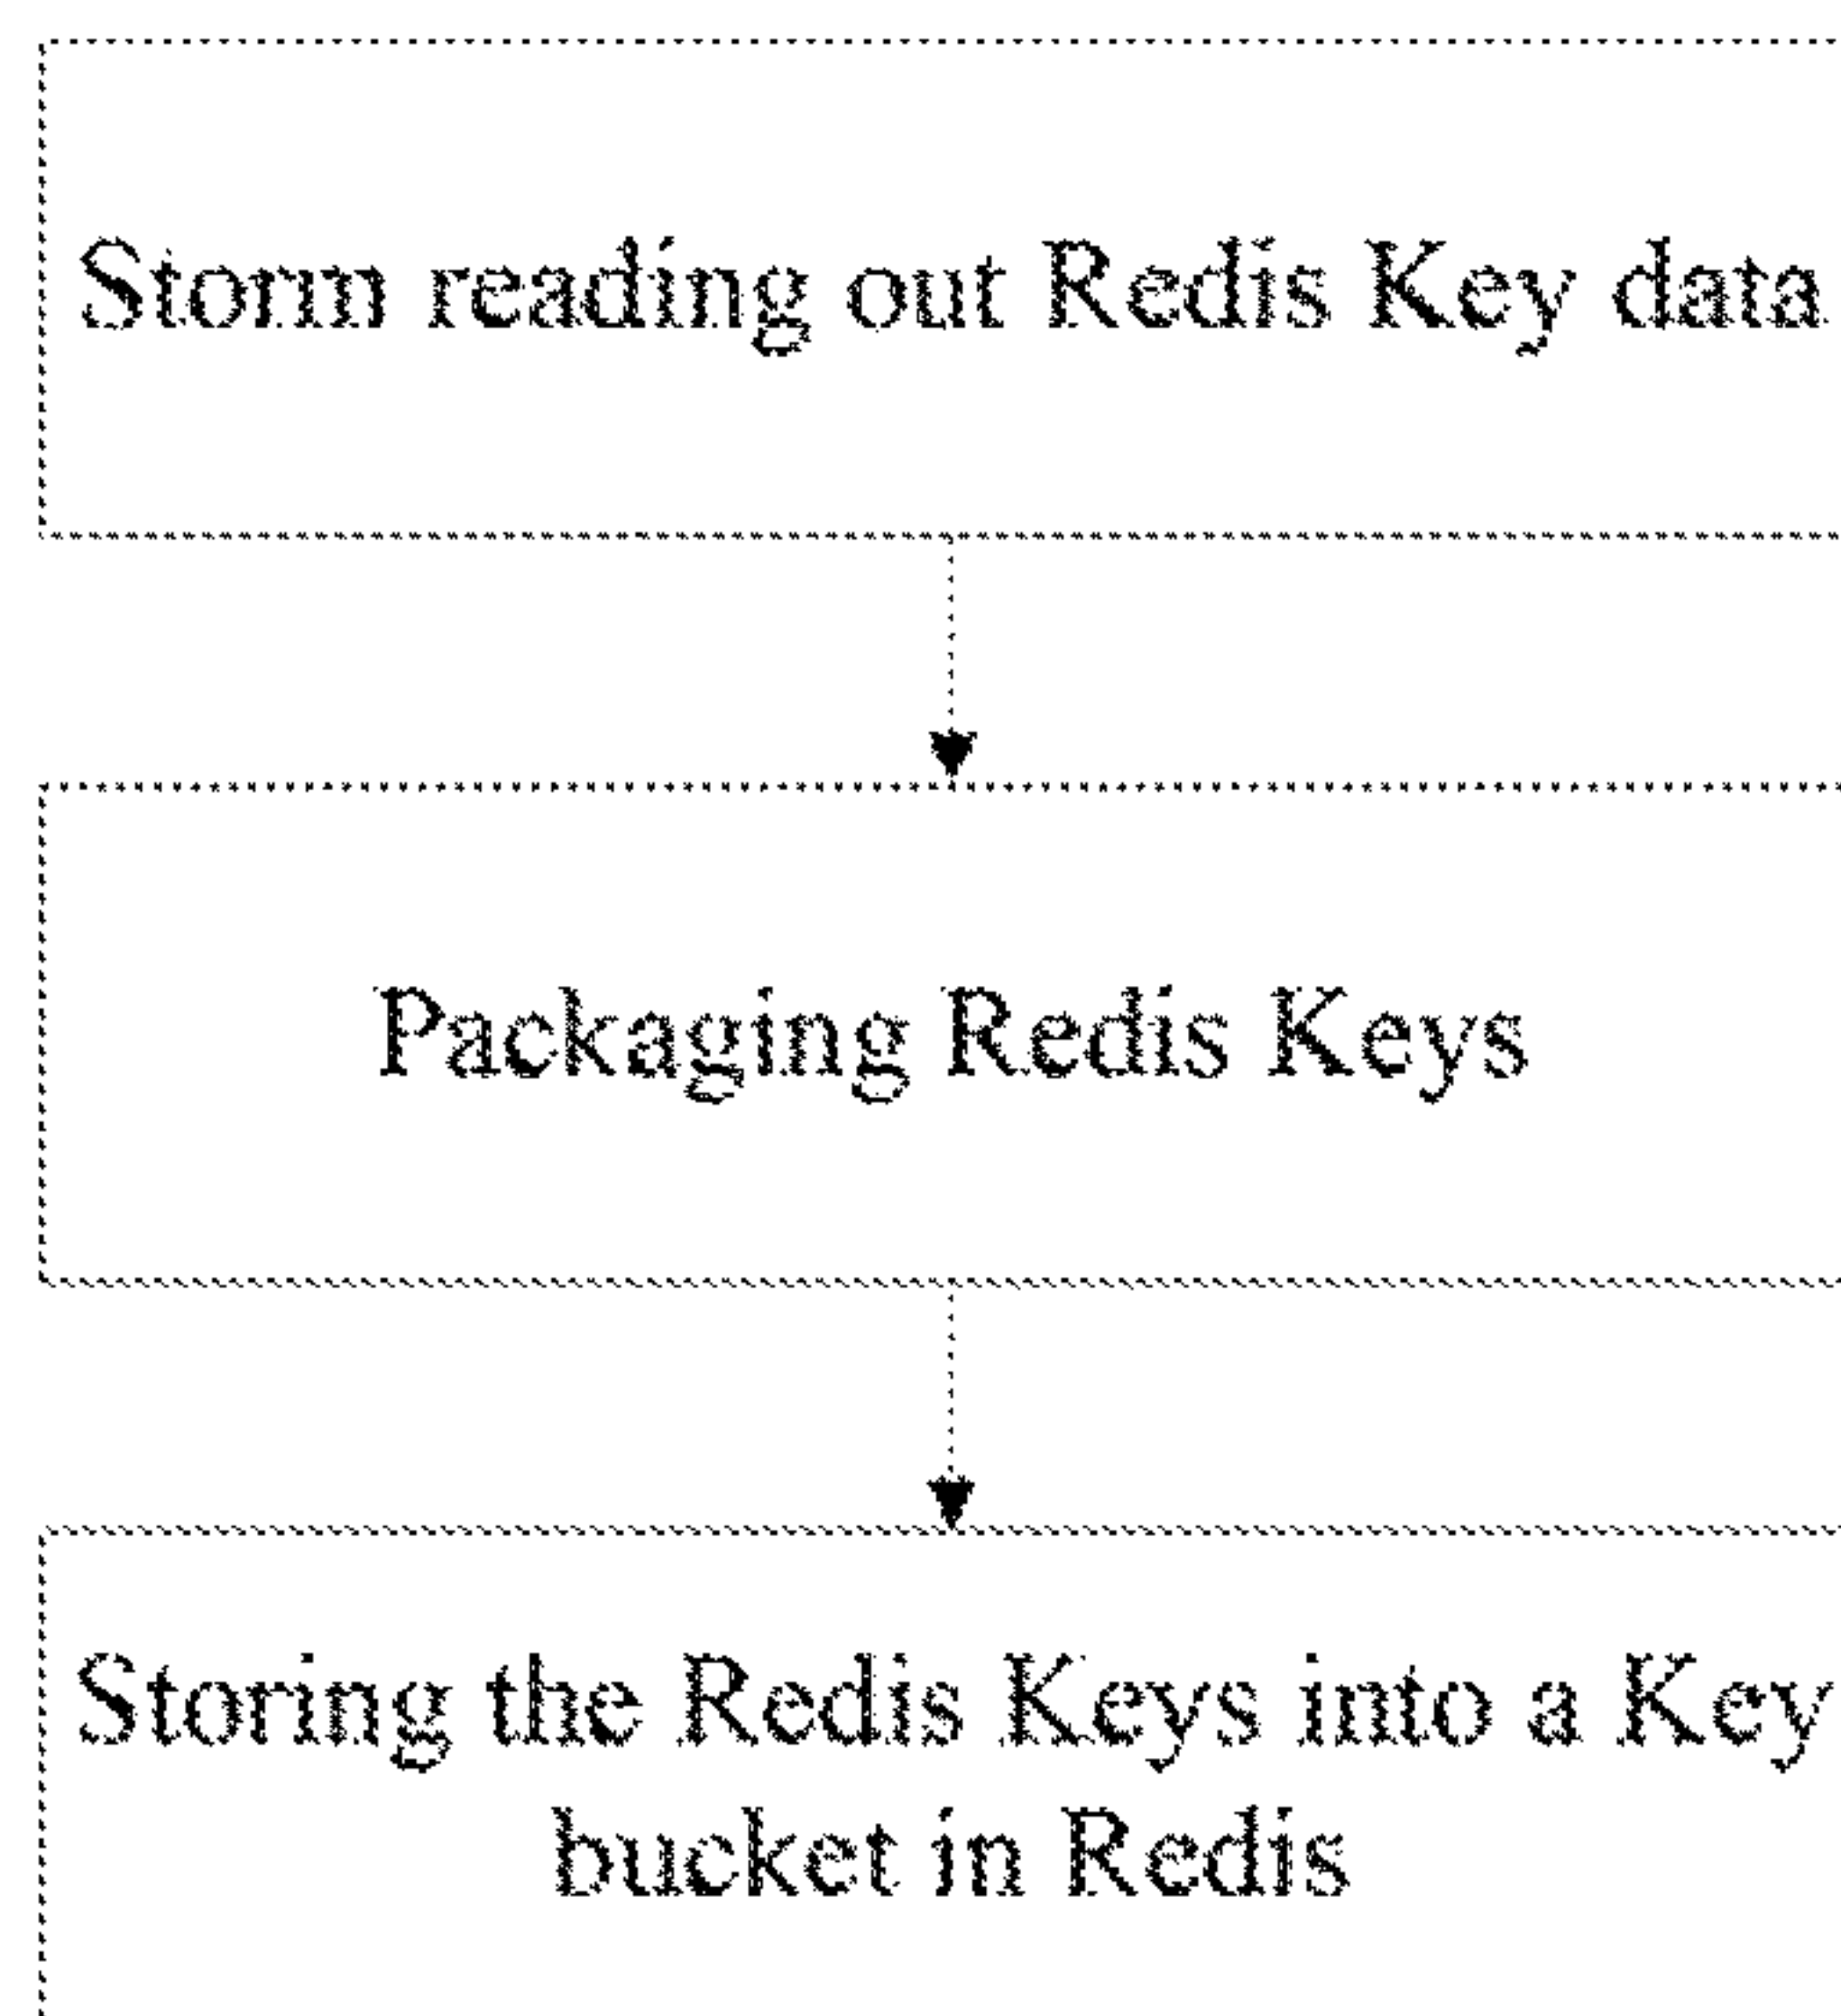 Storm reading out Redis Key data
Packaging Redis Keys
Storing the Redis Keys into a Key
bucket in Redis